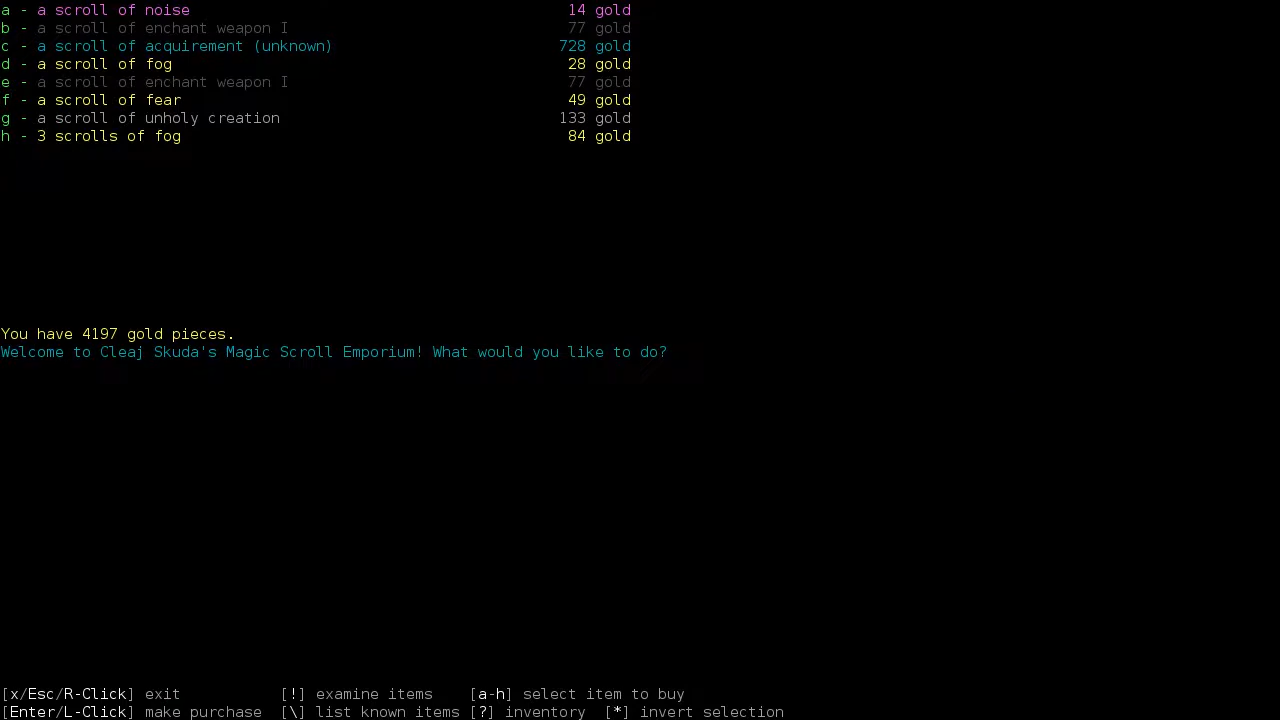 a - a scroll of noise 14 gold
b - a scroll of enchant weapon I 77 gold
c - a scroll of acquirement (unknown) 728 gold
d - a scroll of fog 28 gold
e - a scroll of enchant weapon I 77 gold
f - a scroll of fear 49 gold
g - a scroll of unholy creation 133 gold
h - 3 scrolls of fog 84 gold
You have 4197 gold pieces.
Welcome to Cleaj Skuda's Magic Scroll Emporium! What would you like to do?
[x/Esc/R-Click] exit [!] examine items [a-h] select item to buy
[Enter/L-Click] make purchase [\] list known items [?] inventory [*] invert selection